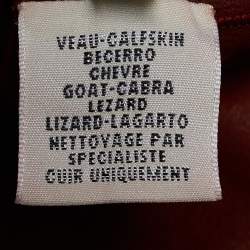 VEAU-CALFSKIN
BECERRO
CHEVRE
GOAT-CABRA
LEZARD
LIZARD-LAGARTO
NETTOYAGE PAR
SPECIALISTE
CUIR UNIQUEMENT